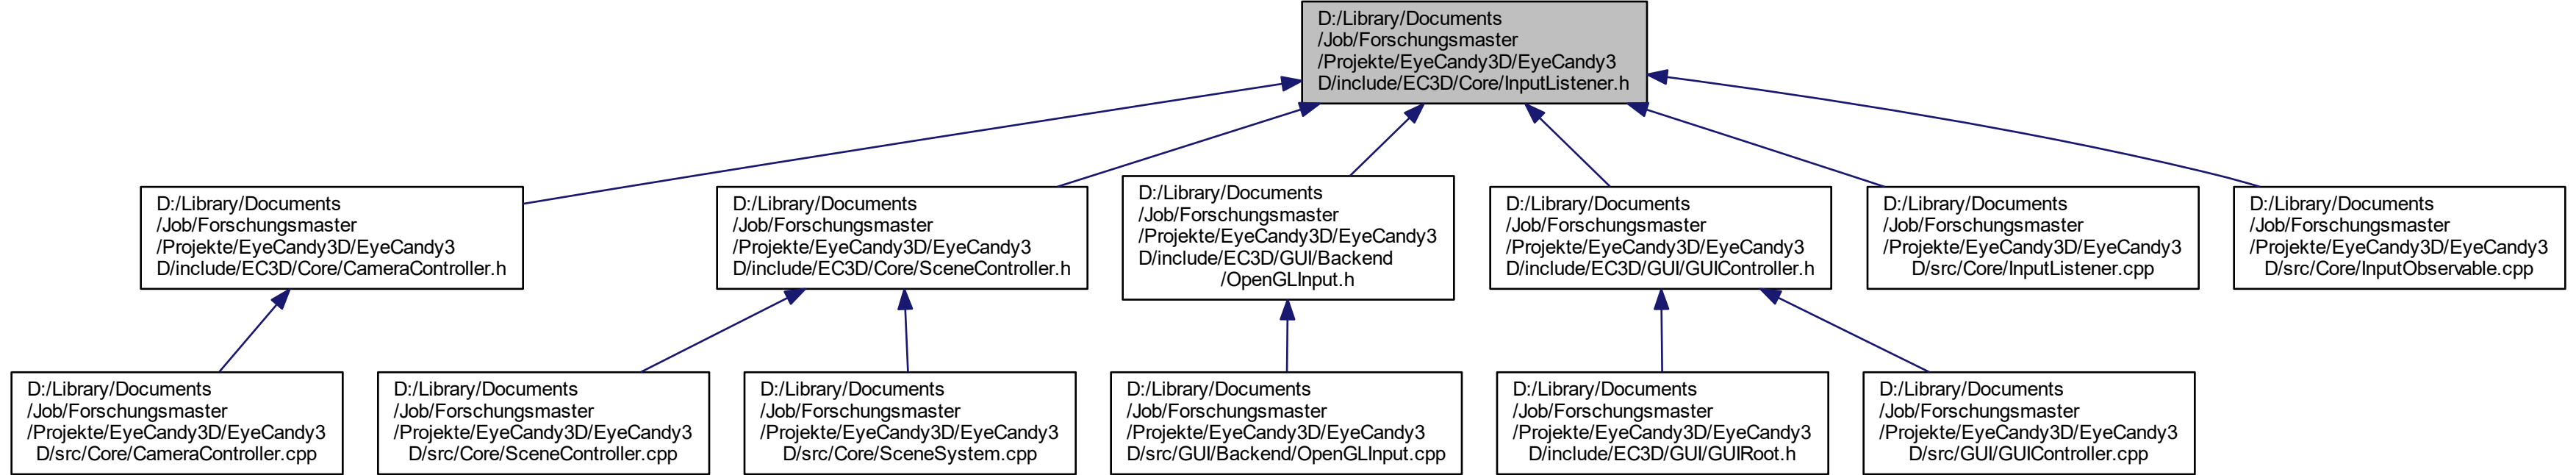 D:/Library/Documents
/Job/Forschungsmaster
/Projekte/EyeCandy3D/EyeCandy3
D/include/EC3D/Core/InputListener.h
D:/Library/Documents
/Job/Forschungsmaster
/Projekte/EyeCandy3D/EyeCandy3
D/include/EC3D/Core/CameraController.h
D:/Library/Documents
/Job/Forschungsmaster
/Projekte/EyeCandy3D/EyeCandy3
D/include/EC3D/Core/SceneController.h
D:/Library/Documents
/Job/Forschungsmaster
/Projekte/EyeCandy3D/EyeCandy3
D/include/EC3D/GUI/Backend
/OpenGLInput.h
D:/Library/Documents
/Job/Forschungsmaster
/Projekte/EyeCandy3D/EyeCandy3
D/include/EC3D/GUI/GUIController.h
D:/Library/Documents
/Job/Forschungsmaster
/Projekte/EyeCandy3D/EyeCandy3
D/src/Core/InputListener.cpp
D:/Library/Documents
/Job/Forschungsmaster
/Projekte/EyeCandy3D/EyeCandy3
D/src/Core/InputObservable.cpp
D:/Library/Documents
/Job/Forschungsmaster
/Projekte/EyeCandy3D/EyeCandy3
D/src/Core/CameraController.cpp
D:/Library/Documents
/Job/Forschungsmaster
/Projekte/EyeCandy3D/EyeCandy3
D/src/Core/SceneController.cpp
D:/Library/Documents
/Job/Forschungsmaster
/Projekte/EyeCandy3D/EyeCandy3
D/src/Core/SceneSystem.cpp
D:/Library/Documents
/Job/Forschungsmaster
/Projekte/EyeCandy3D/EyeCandy3
D/src/GUI/Backend/OpenGLInput.cpp
D:/Library/Documents
/Job/Forschungsmaster
/Projekte/EyeCandy3D/EyeCandy3
D/include/EC3D/GUI/GUIRoot.h
D:/Library/Documents
/Job/Forschungsmaster
/Projekte/EyeCandy3D/EyeCandy3
D/src/GUI/GUIController.cpp